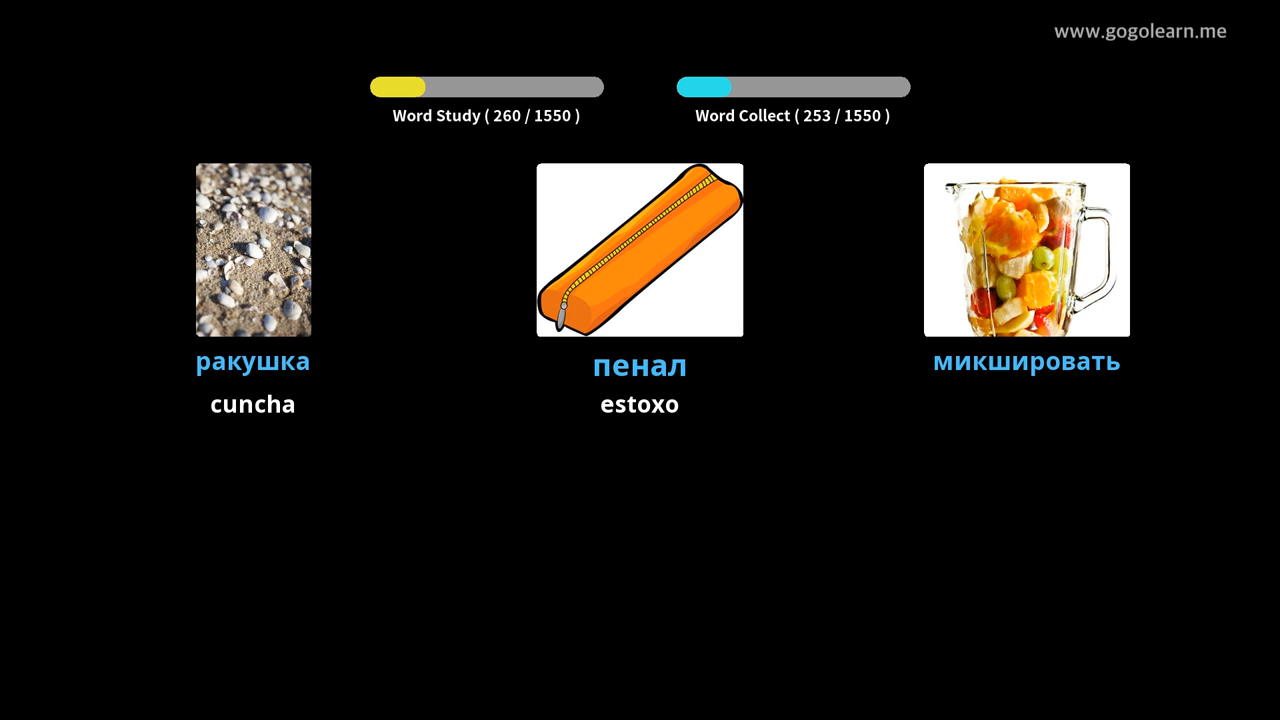 www.gogolearn.me
Word Study ( 260 / 1550 )
Word Collect ( 253 / 1550 )
ракушка
пенал
микшировать
cuncha
estoxo